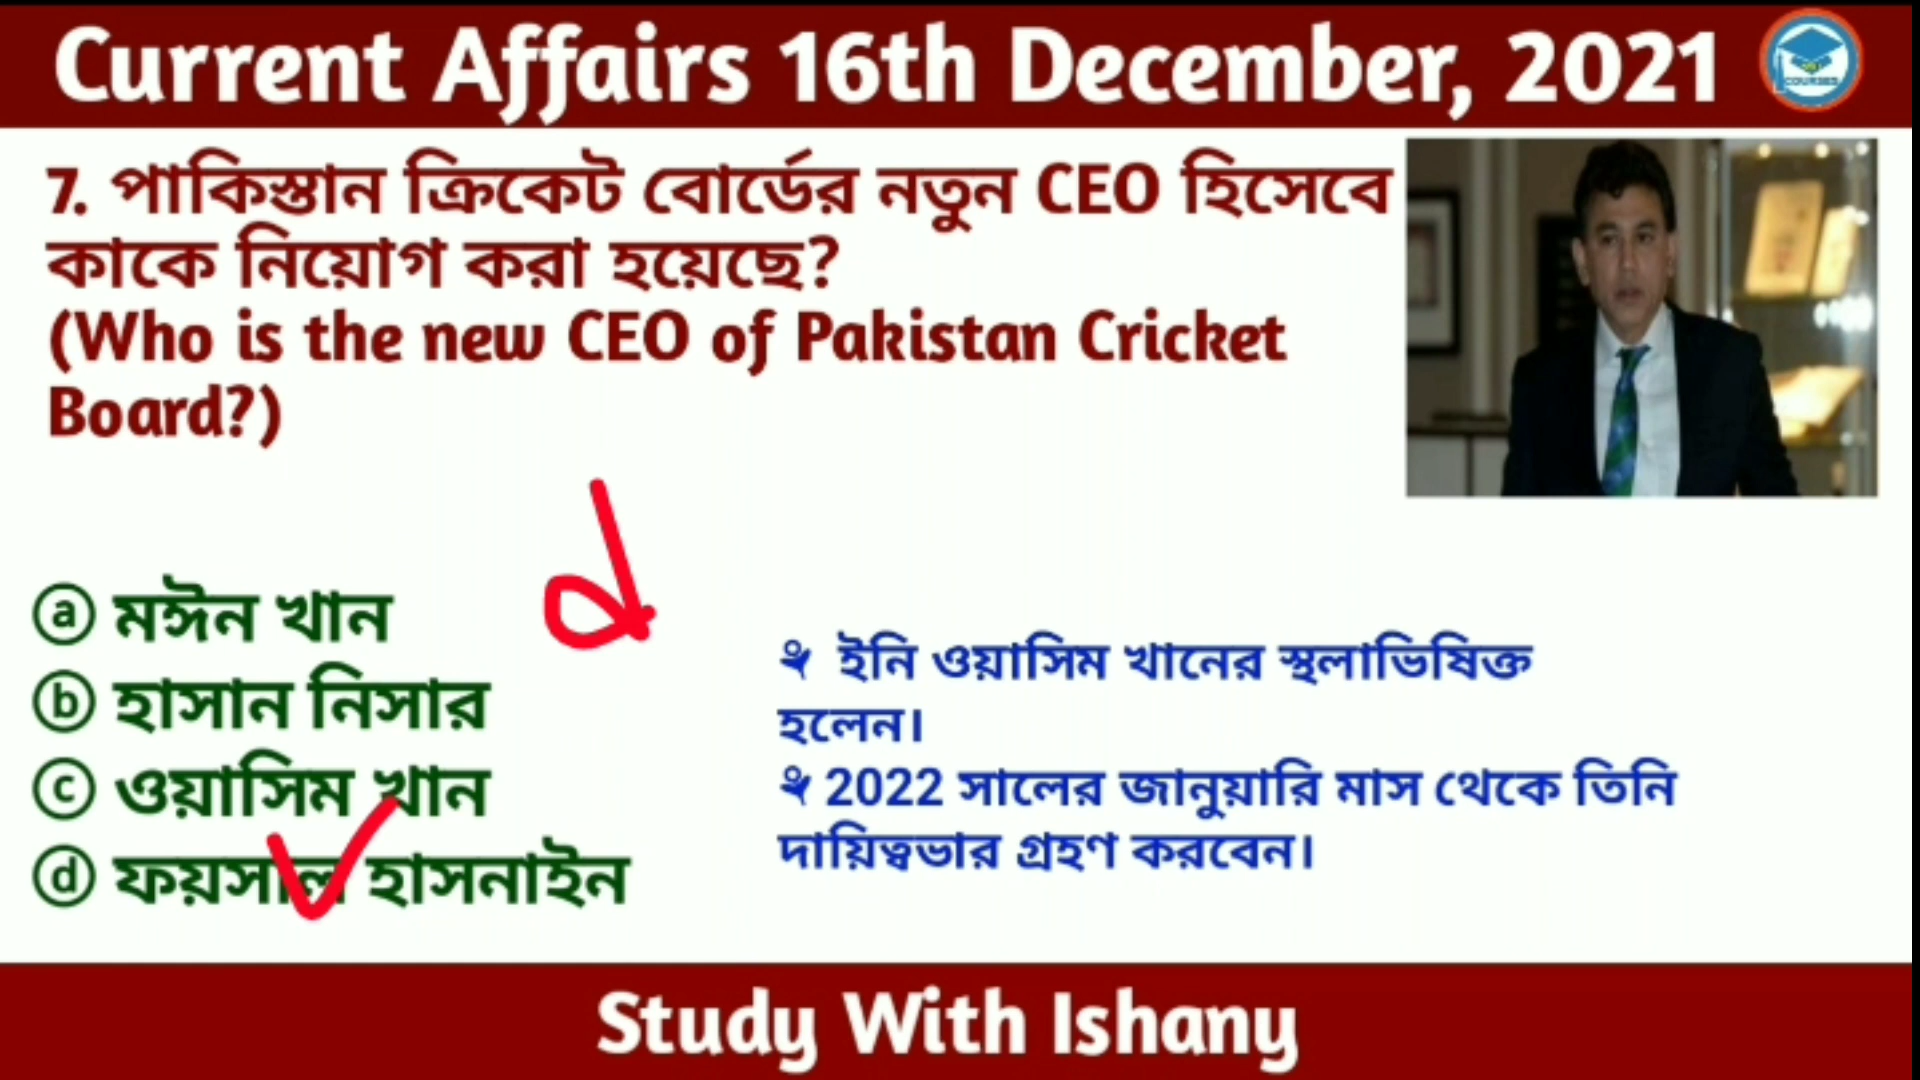 Current Affairs 16th December, 2021
COURSES
7. পাকিস্তান ক্রিকেট বোর্ডের নতুন CEO হিসেবে
কাকে নিয়োগ করা হয়েছে?
(Who is the new CEO of Pakistan Cricket
Board?)
d
ⓐ মঈন খান
ⓑ হাসান নিসার
ⓒ ওয়াসিম খান
ⓓ ফয়সাল হাসনাইন
ইনি ওয়াসিম খানের স্থলাভিষিক্ত
হলেন।
2022 সালের জানুয়ারি মাস থেকে তিনি
দায়িত্বভার গ্রহণ করবেন।
Study With Ishany